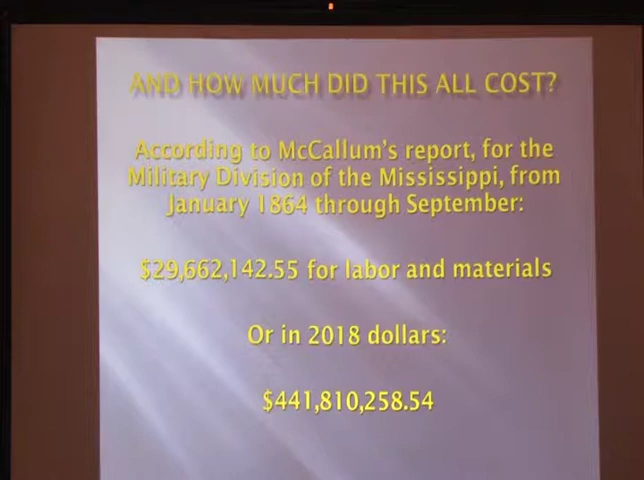 AND HOW MUCH DID THIS ALL COST?
According to McCallum's report, for the
Military Division of the Mississippi, from
January 1864 through September:
$29,662,142.55 for labor and materials
Or in 2018 dollars:
$441,810,258.54